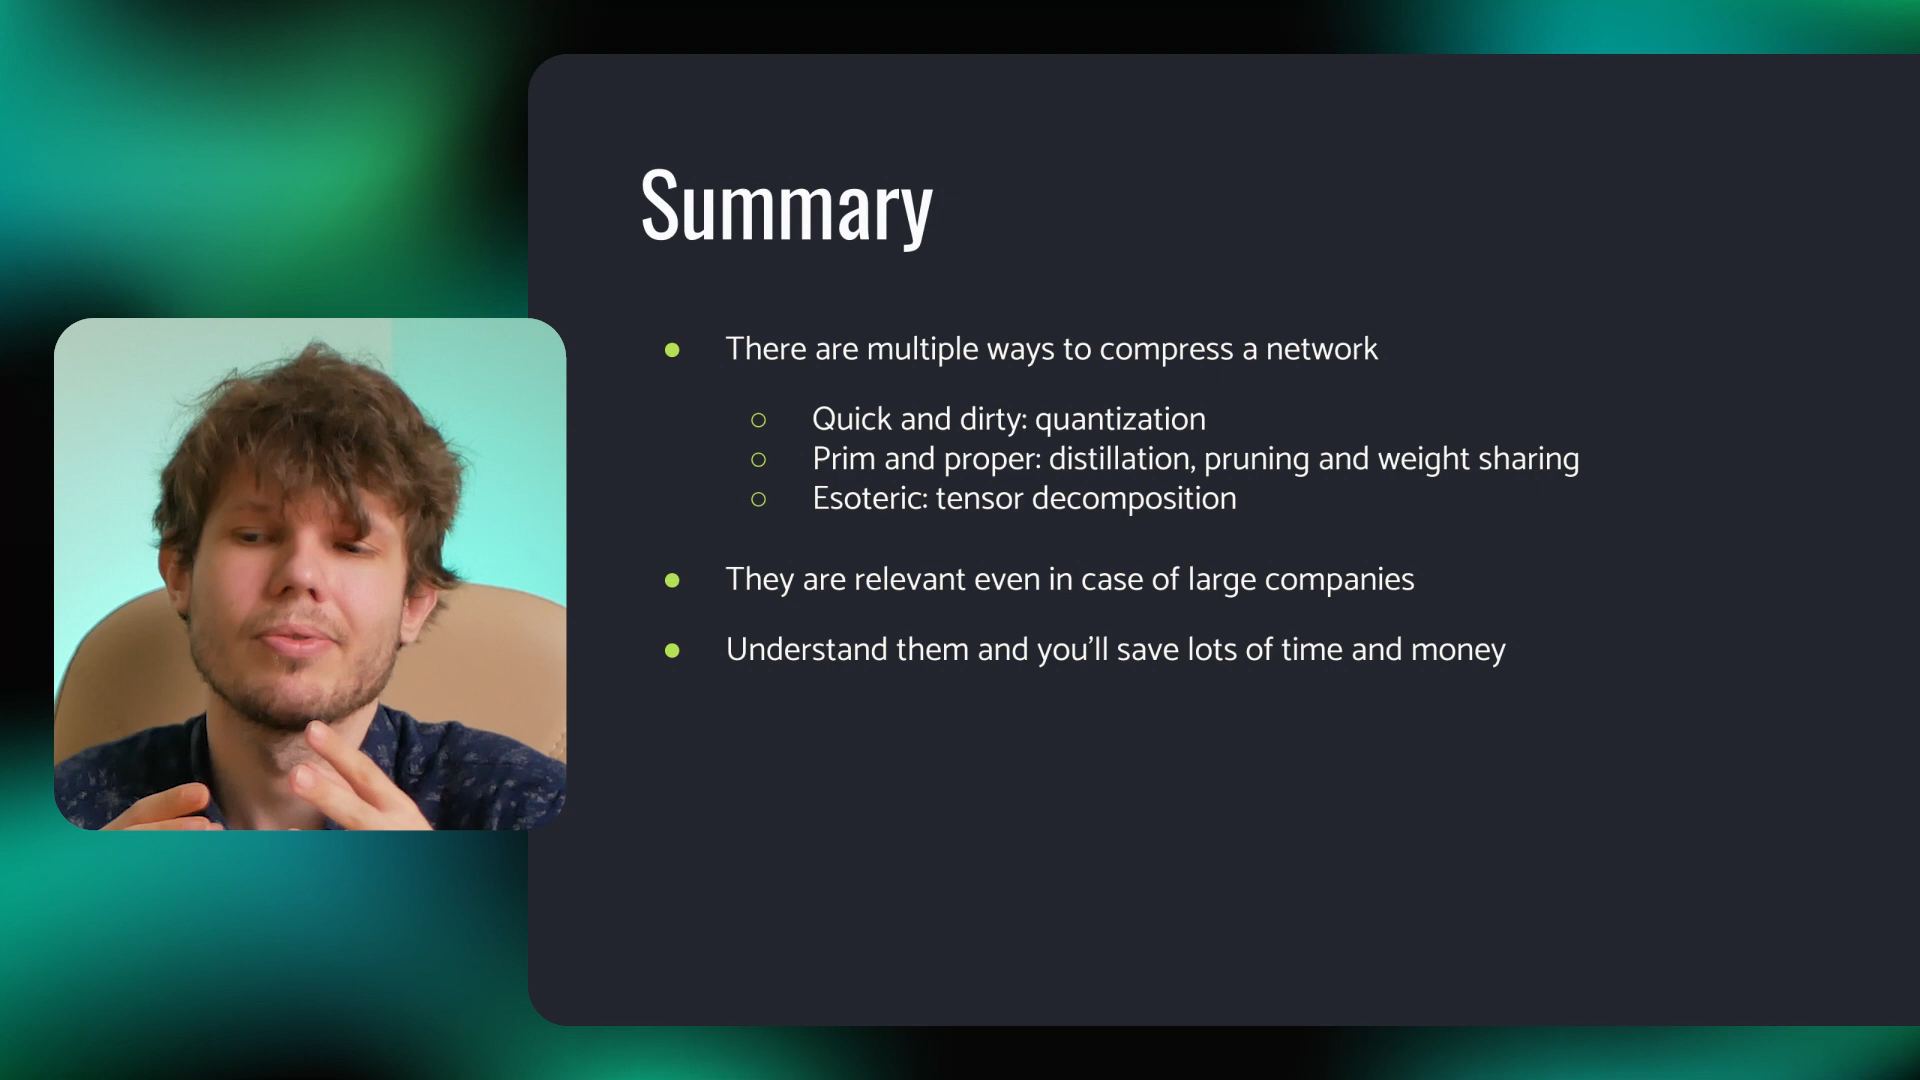 Summary
There are multiple ways to compress a network
Quick and dirty: quantization
Prim and proper: distillation, pruning and weight sharing
Esoteric: tensor decomposition
They are relevant even in case of large companies
Understand them and you’ll save lots of time and money